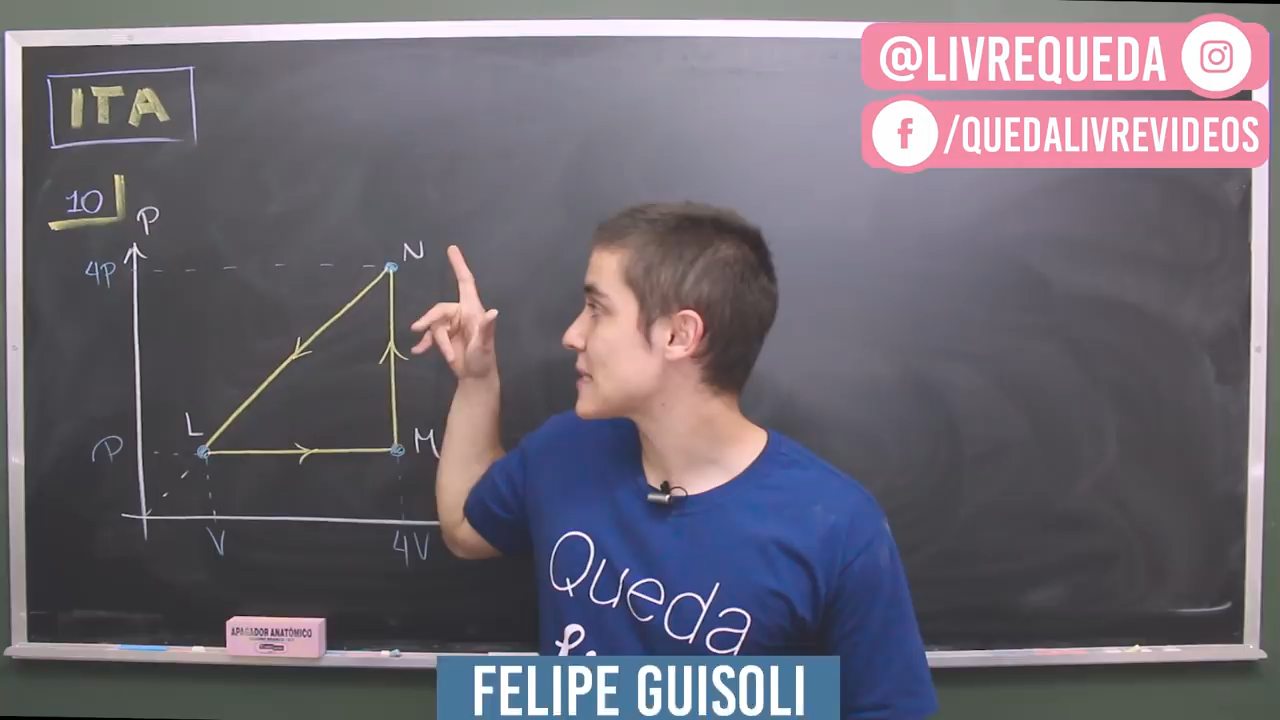 @LIVREQUEDA
/QUEDALIVREVIDEOS
ITA
10
P
4P
N
L
P
M
V
4V
Queda
APAGADOR ANATÔMICO
FELIPE GUISOLI